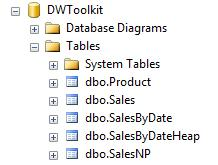 DWToolkit
Database Diagrams
Tables
System Tables
dbo.Product
dbo.Sales
dbo.SalesByDate
dbo.SalesByDateHeap
dbo.SalesNP